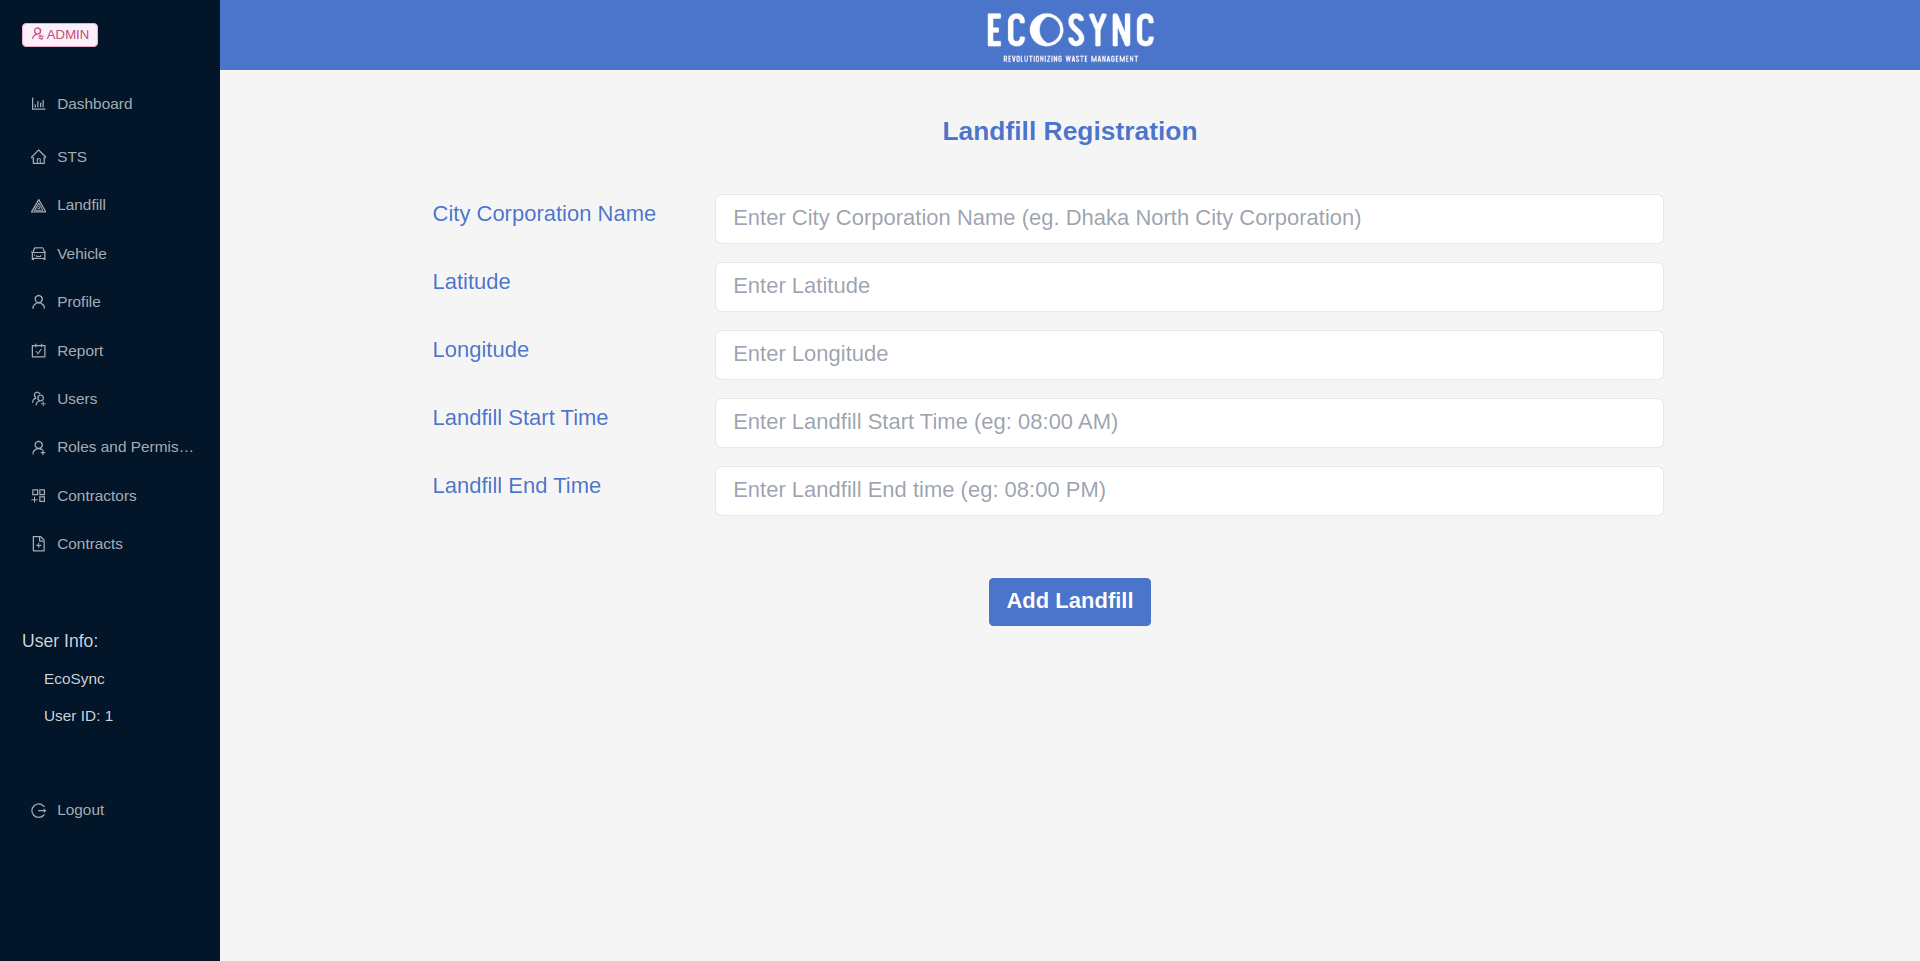 ADMIN
Dashboard
STS
Landfill
Vehicle
Profile
Report
Users
Roles and Permis...
Contractors
Contracts
User Info:
EcoSync
User ID: 1
Logout
ECOSYNC
REVOLUTIONIZING WASTE MANAGEMENT
Landfill Registration
City Corporation Name
Enter City Corporation Name (eg. Dhaka North City Corporation)
Latitude
Enter Latitude
Longitude
Enter Longitude
Landfill Start Time
Enter Landfill Start Time (eg: 08:00 AM)
Landfill End Time
Enter Landfill End time (eg: 08:00 PM)
Add Landfill